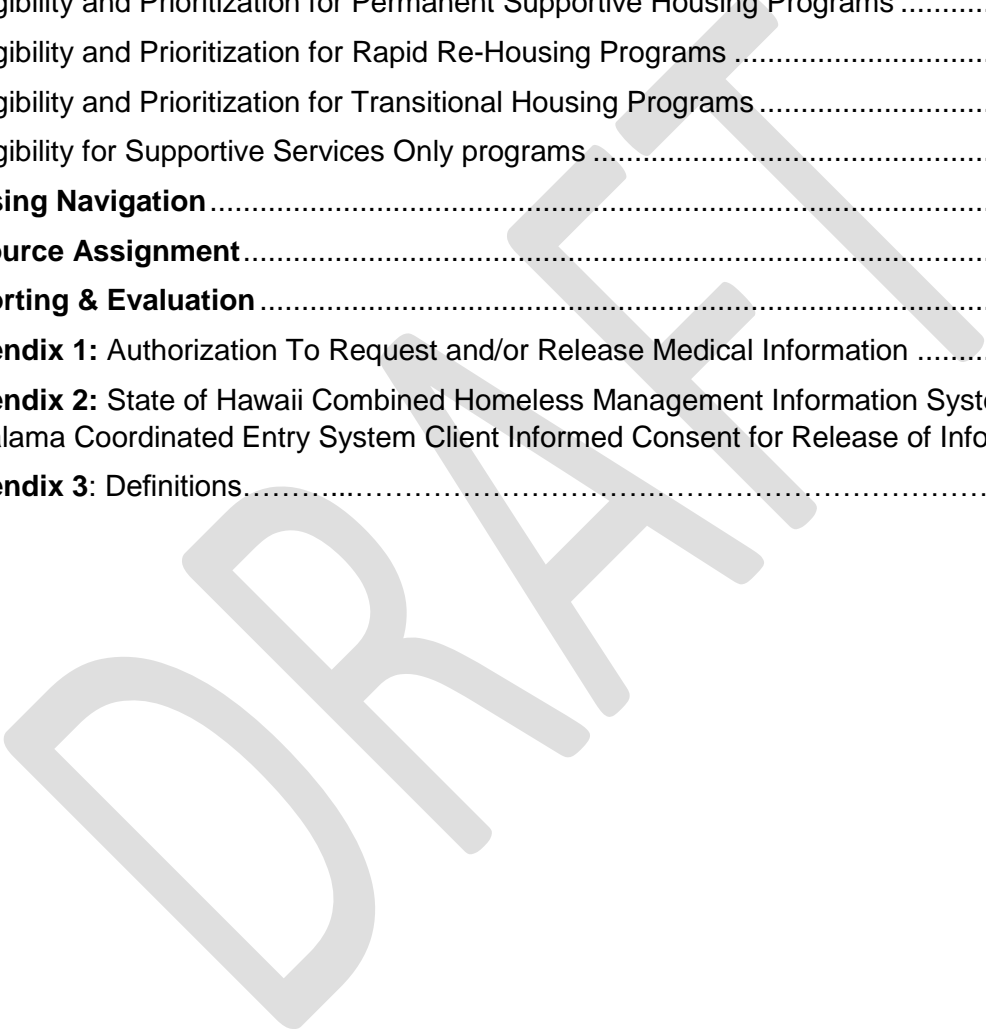 gibility and Prioritization for Permanent Supportive Housing Programs ..........
gibility and Prioritization for Rapid Re-Housing Programs ..............................
gibility and Prioritization for Transitional Housing Programs ...........................
gibility for Supportive Services Only programs ...............................................
sing Navigation ..............................................................................................
ource Assignment ..........................................................................................
orting & Evaluation ........................................................................................
endix 1: Authorization To Request and/or Release Medical Information .........
endix 2: State of Hawaii Combined Homeless Management Information Syst
alama Coordinated Entry System Client Informed Consent for Release of Info
endix 3: Definitions……….....……………………………..………………………
DRAFT